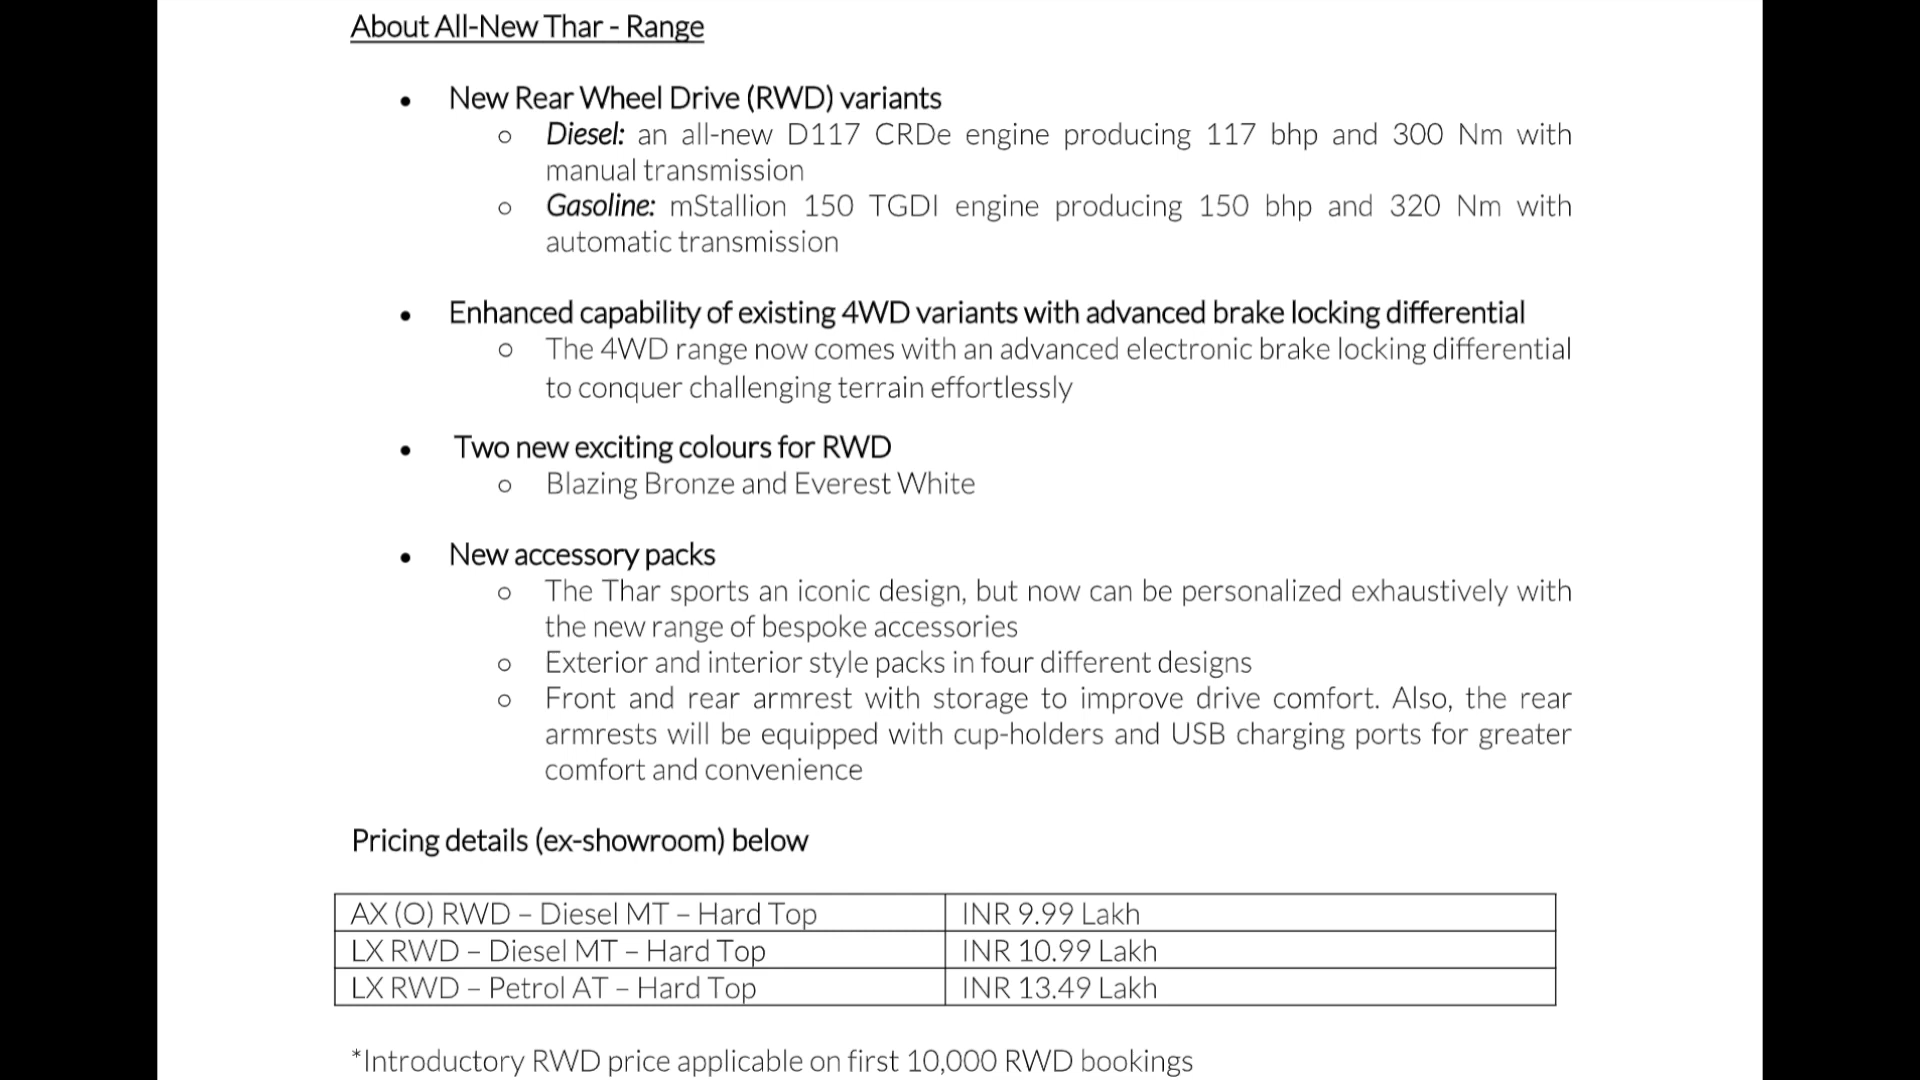 About All-New Thar - Range
• New Rear Wheel Drive (RWD) variants
o Diesel: an all-new D117 CRDe engine producing 117 bhp and 300 Nm with
manual transmission
o Gasoline: mStallion 150 TGDI engine producing 150 bhp and 320 Nm with
automatic transmission
• Enhanced capability of existing 4WD variants with advanced brake locking differential
o The 4WD range now comes with an advanced electronic brake locking differential
to conquer challenging terrain effortlessly
• Two new exciting colours for RWD
o Blazing Bronze and Everest White
• New accessory packs
o The Thar sports an iconic design, but now can be personalized exhaustively with
the new range of bespoke accessories
o Exterior and interior style packs in four different designs
o Front and rear armrest with storage to improve drive comfort. Also, the rear
armrests will be equipped with cup-holders and USB charging ports for greater
comfort and convenience
Pricing details (ex-showroom) below
AX (O) RWD – Diesel MT – Hard Top INR 9.99 Lakh
LX RWD – Diesel MT – Hard Top INR 10.99 Lakh
LX RWD – Petrol AT – Hard Top INR 13.49 Lakh
*Introductory RWD price applicable on first 10,000 RWD bookings